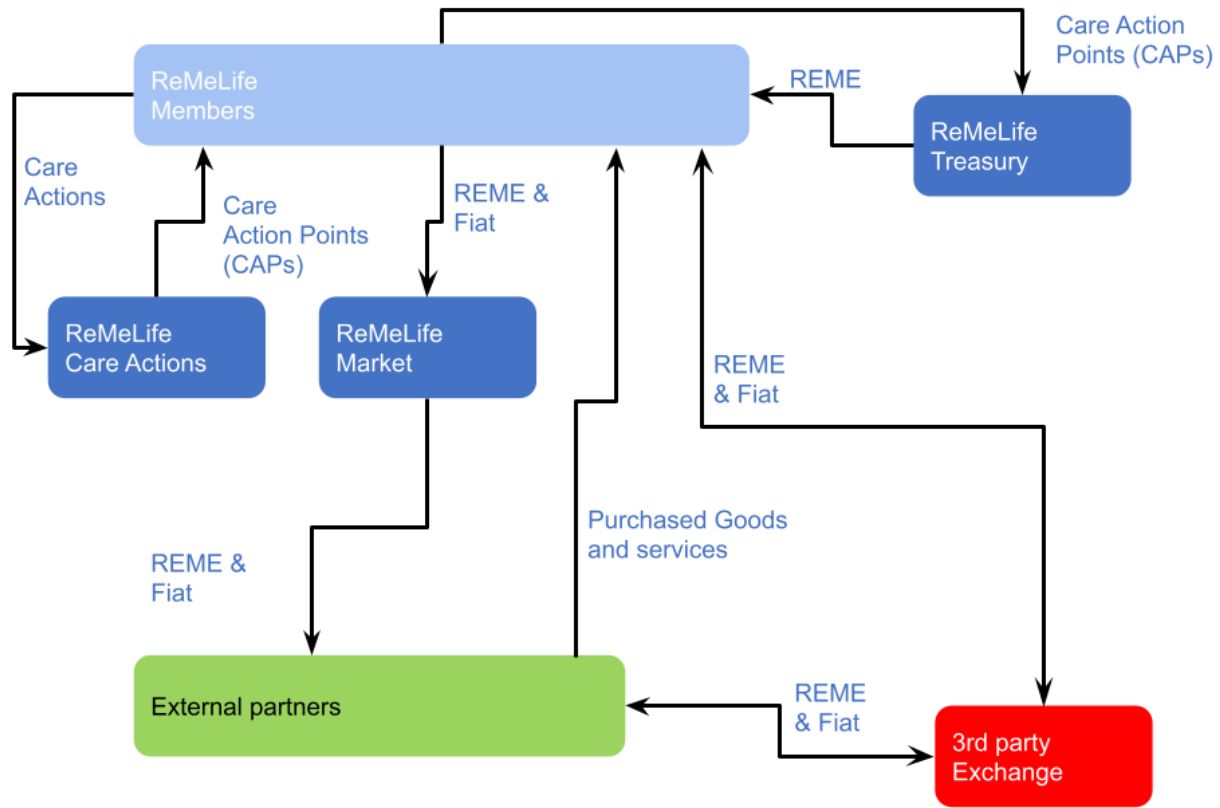 Care Action
Points (CAPs)
ReMeLife
Members
REME
ReMeLife
Treasury
Care
Actions
Care
Action Points
(CAPs)
REME &
Fiat
ReMeLife
Care Actions
ReMeLife
Market
REME
& Fiat
Purchased Goods
and services
REME &
Fiat
External partners
REME
& Fiat
3rd party
Exchange